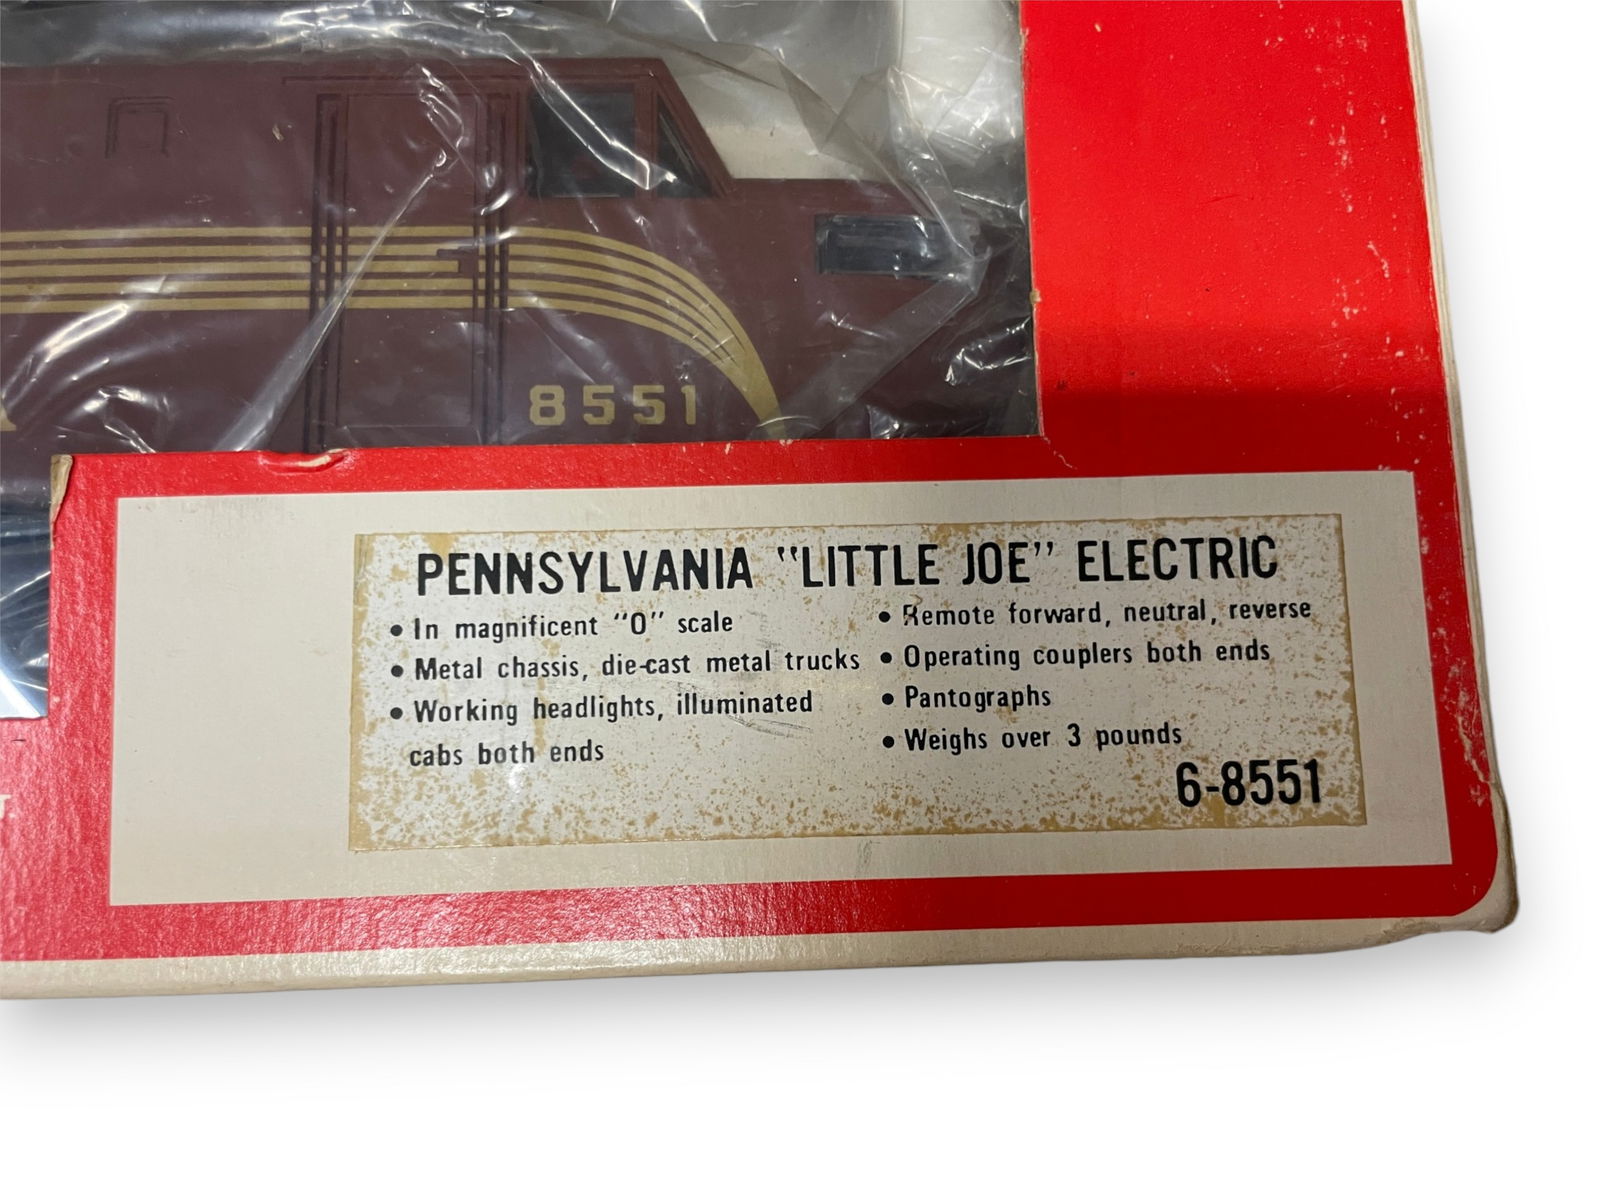 8551
PENNSYLVANIA "LITTLE JOE" ELECTRIC
• In magnificent "O" scale
• Metal chassis, die-cast metal trucks
• Working headlights, illuminated
cabs both ends
• Remote forward, neutral, reverse
• Operating couplers both ends
• Pantographs
• Weighs over 3 pounds
6-8551